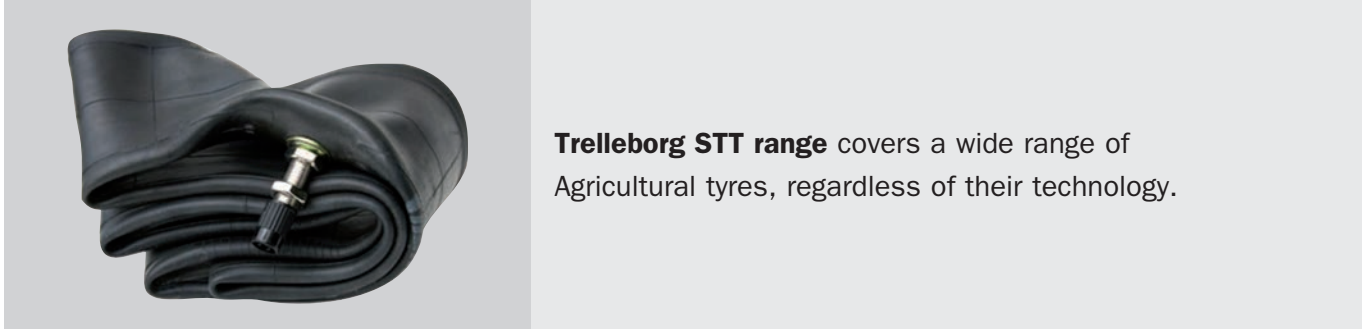 Trelleborg STT range covers a wide range of
Agricultural tyres, regardless of their technology.